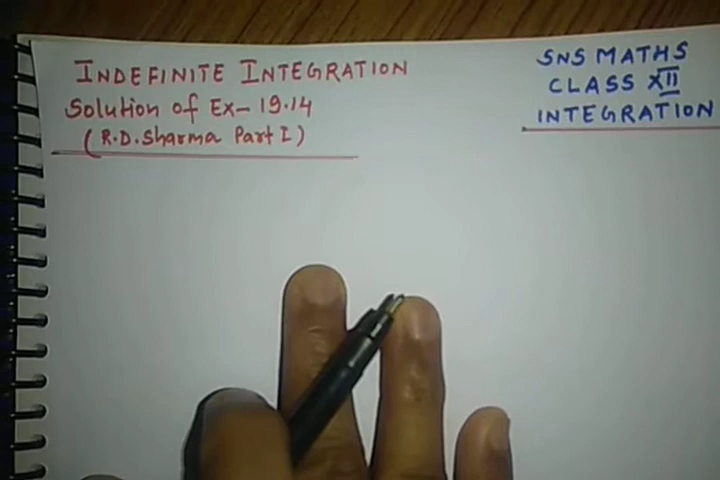 INDEFINITE INTEGRATION
Solution of Ex-19.14
(R.D.Sharma Part I)
SNS MATHS
CLASS XII
INTEGRATION